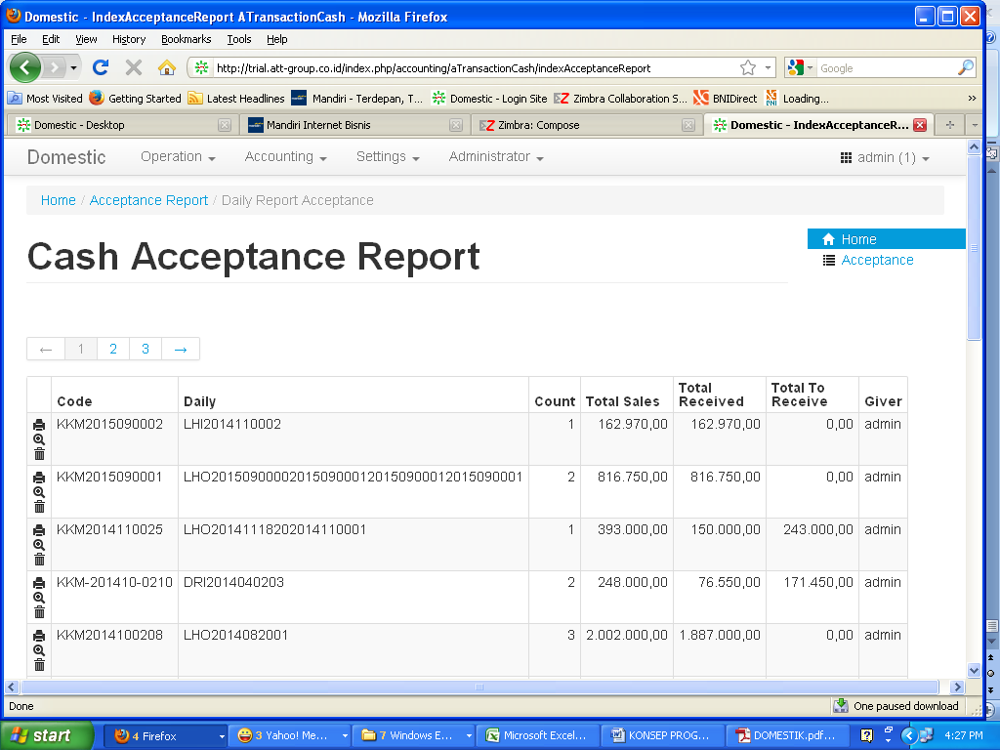 Domestic - IndexAcceptanceReport ATransactionCash - Mozilla Firefox
File Edit View History Bookmarks Tools Help
http://trial.att-group.co.id/index.php/accounting/aTransactionCash/indexAcceptanceReport Google
Most Visited Getting Started Latest Headlines Mandiri - Terdepan, T... Domestic - Login Site Zimbra Collaboration S... BNIDirect Loading... »
Domestic - Desktop Mandiri Internet Bisnis Zimbra: Compose Domestic - IndexAcceptanceR...
Domestic Operation Accounting Settings Administrator admin (1)
Home / Acceptance Report / Daily Report Acceptance
Cash Acceptance Report
Home
Acceptance
← 1 2 3 →
Code Daily Count Total Sales Total Received Total To Receive Giver
KKM2015090002 LHI2014110002 1 162.970,00 162.970,00 0,00 admin
KKM2015090001 LHO2015090000201509000120150900012015090001 2 816.750,00 816.750,00 0,00 admin
KKM2014110025 LHO20141118202014110001 1 393.000,00 150.000,00 243.000,00 admin
KKM-201410-0210 DRI2014040203 2 248.000,00 76.550,00 171.450,00 admin
KKM2014100208 LHO2014082001 3 2.002.000,00 1.887.000,00 0,00 admin
Done One paused download
start 4 Firefox 3 Yahoo! Me... 7 Windows E... Microsoft Excel... KONSEP PROG... DOMESTIK.pdf... 4:27 PM